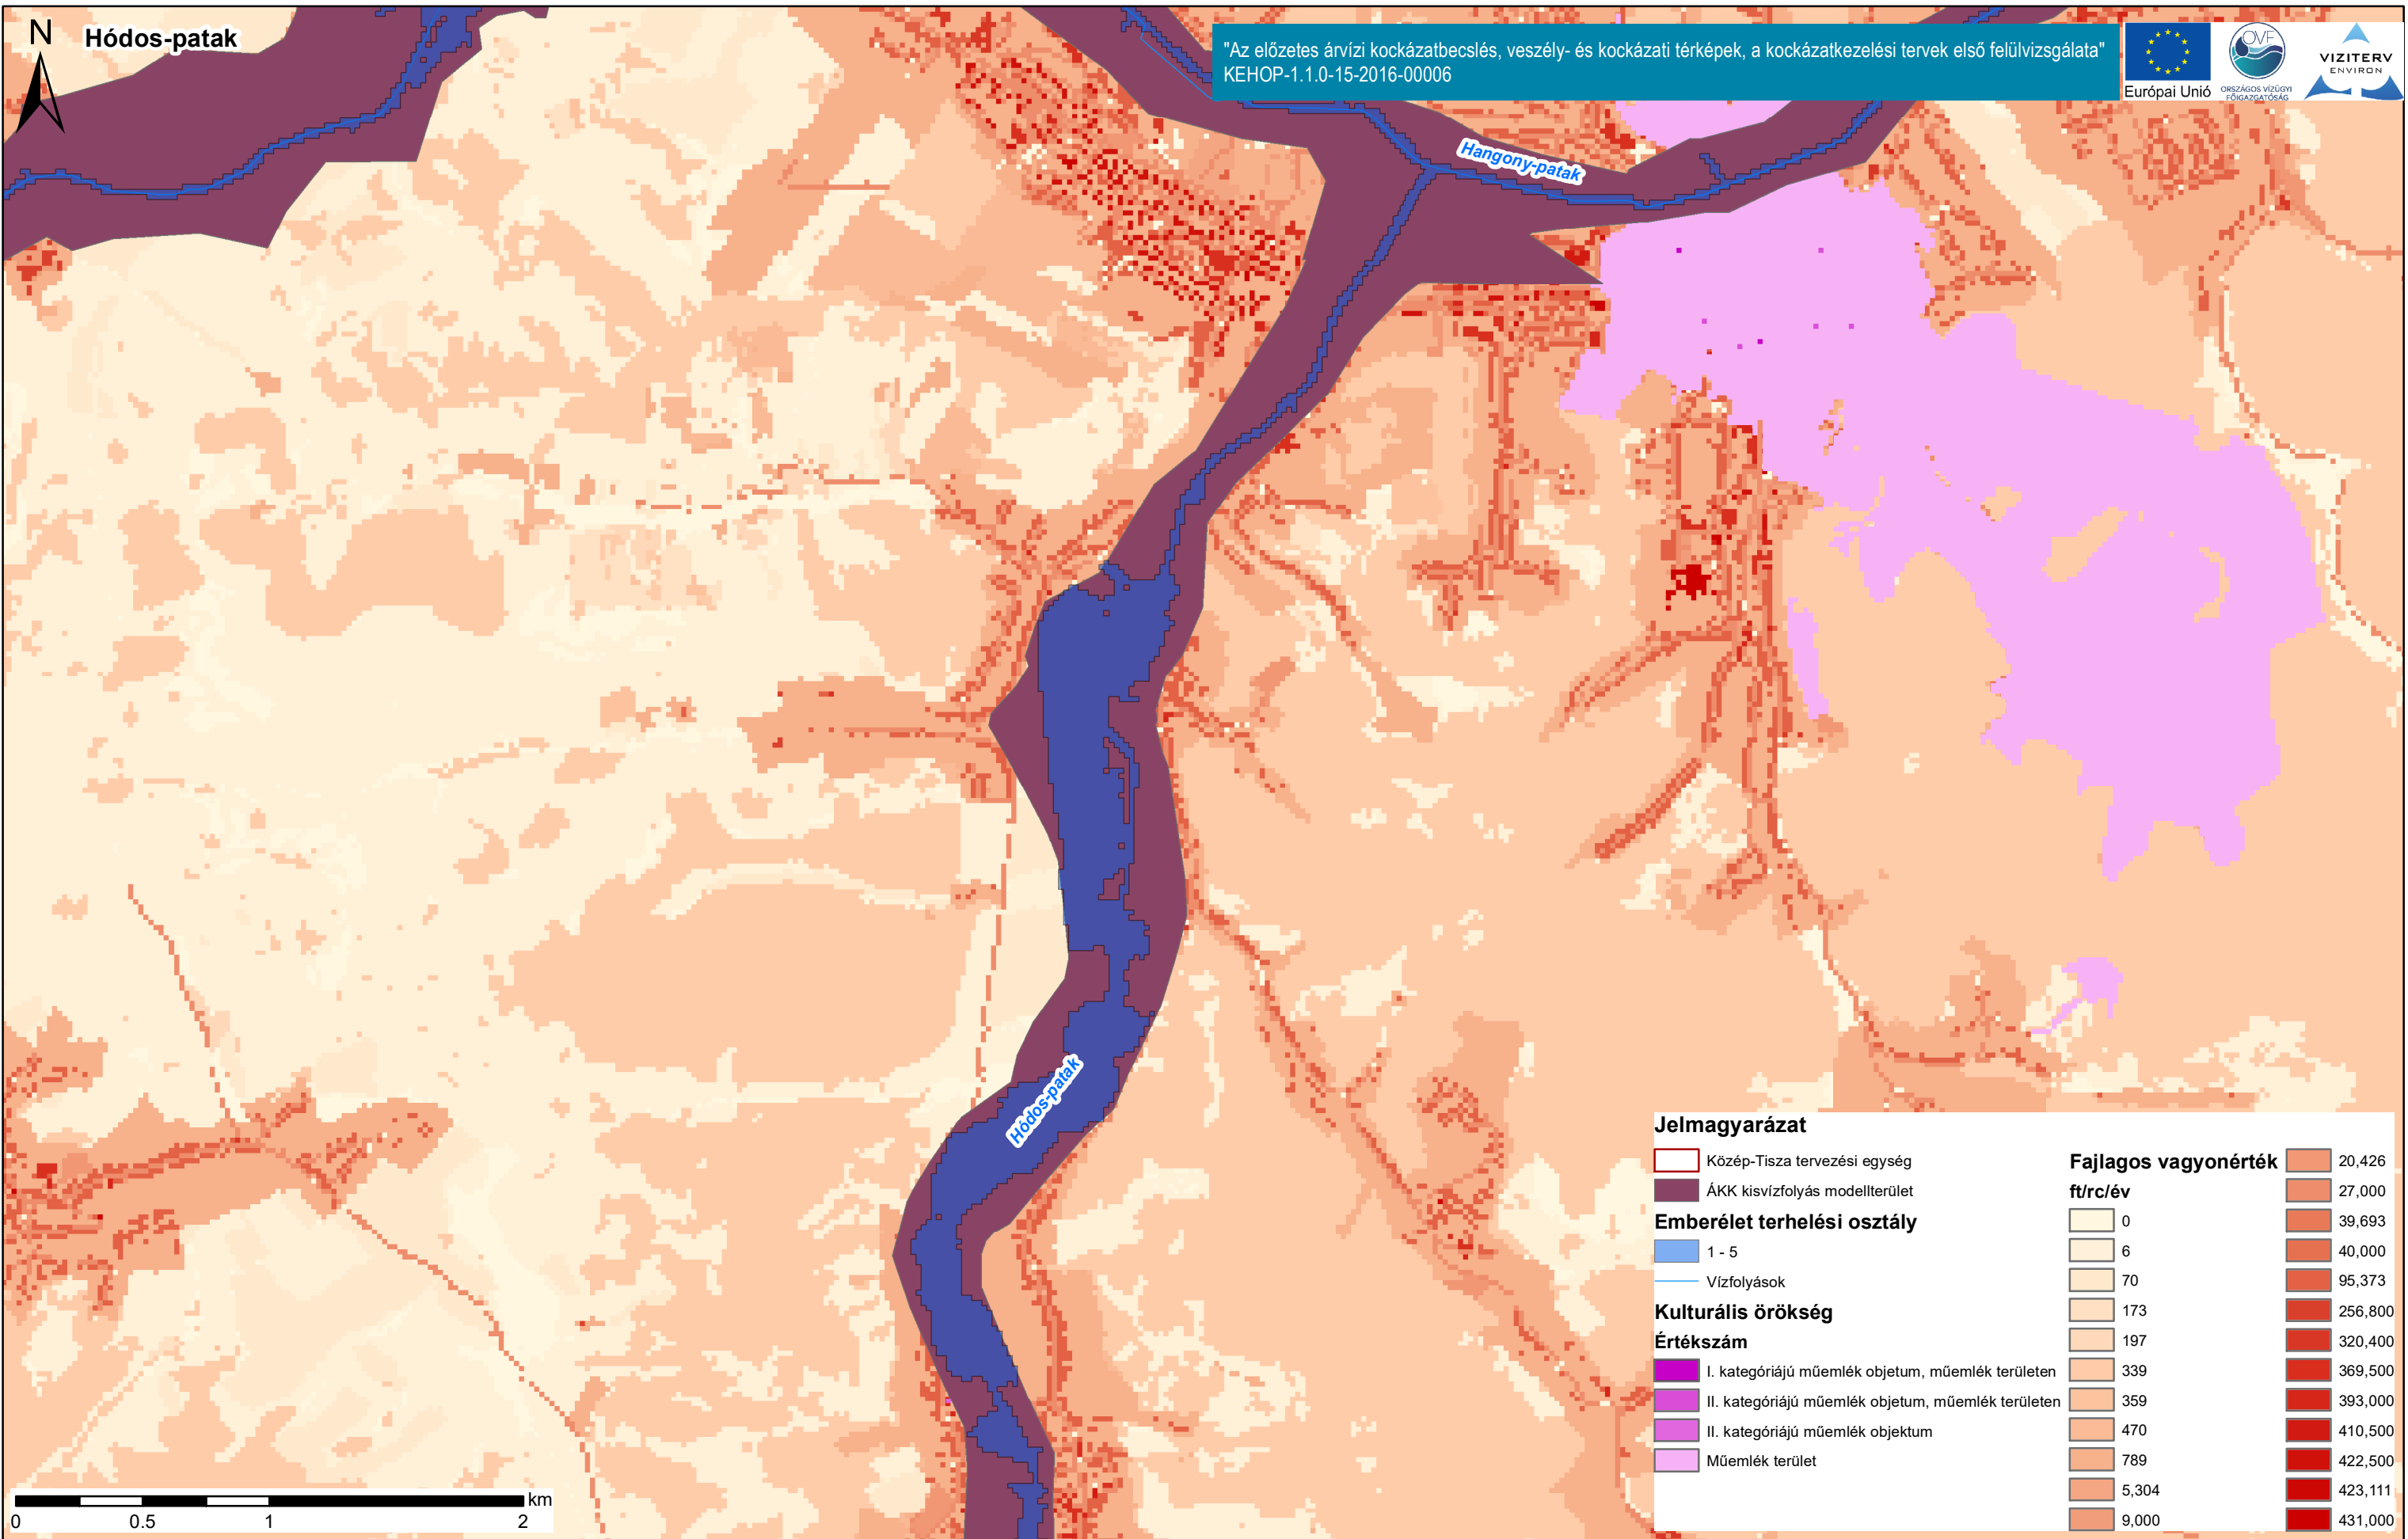 N
Hódos-patak
"Az előzetes árvízi kockázatbecslés, veszély- és kockázati térképek, a kockázatkezelési tervek első felülvizsgálata"
KEHOP-1.1.0-15-2016-00006
Európai Unió
OVF
ORSZÁGOS VÍZÜGYI
FŐIGAZGATÓSÁG
VIZITERV
ENVIRON
Hangony-patak
Hódos-patak
Jelmagyarázat
Közép-Tisza tervezési egység
ÁKK kisvízfolyás modellterület
Emberélet terhelési osztály
1 - 5
Vízfolyások
Kulturális örökség
Értékszám
I. kategóriájú műemlék objetum, műemlék területen
II. kategóriájú műemlék objetum, műemlék területen
II. kategóriájú műemlék objektum
Műemlék terület
Fajlagos vagyonérték
ft/rc/év
0
6
70
173
197
339
359
470
789
5,304
9,000
20,426
27,000
39,693
40,000
95,373
256,800
320,400
369,500
393,000
410,500
422,500
423,111
431,000
km
0 0.5 1 2